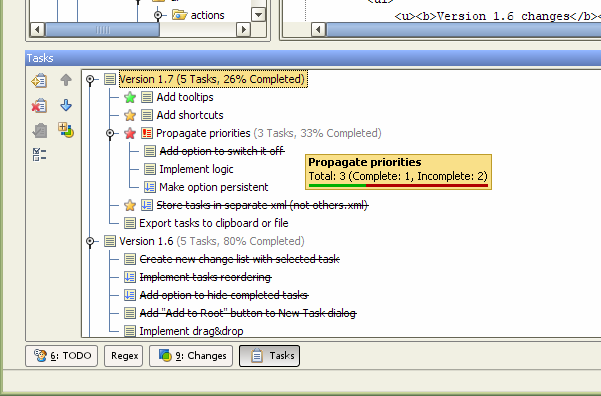 <ul>
actions
<u><b>Version 1.6 changes</b></u>
Tasks
Version 1.7 (5 Tasks, 26% Completed)
Add tooltips
Add shortcuts
Propagate priorities (3 Tasks, 33% Completed)
Add option to switch it off
Propagate priorities
Implement logic
Total: 3 (Complete: 1, Incomplete: 2)
Make option persistent
Store tasks in separate xml (not others.xml)
Export tasks to clipboard or file
Version 1.6 (5 Tasks, 80% Completed)
Create new change list with selected task
Implement tasks reordering
Add option to hide completed tasks
Add "Add to Root" button to New Task dialog
Implement drag&drop
6: TODO Regex 9: Changes Tasks